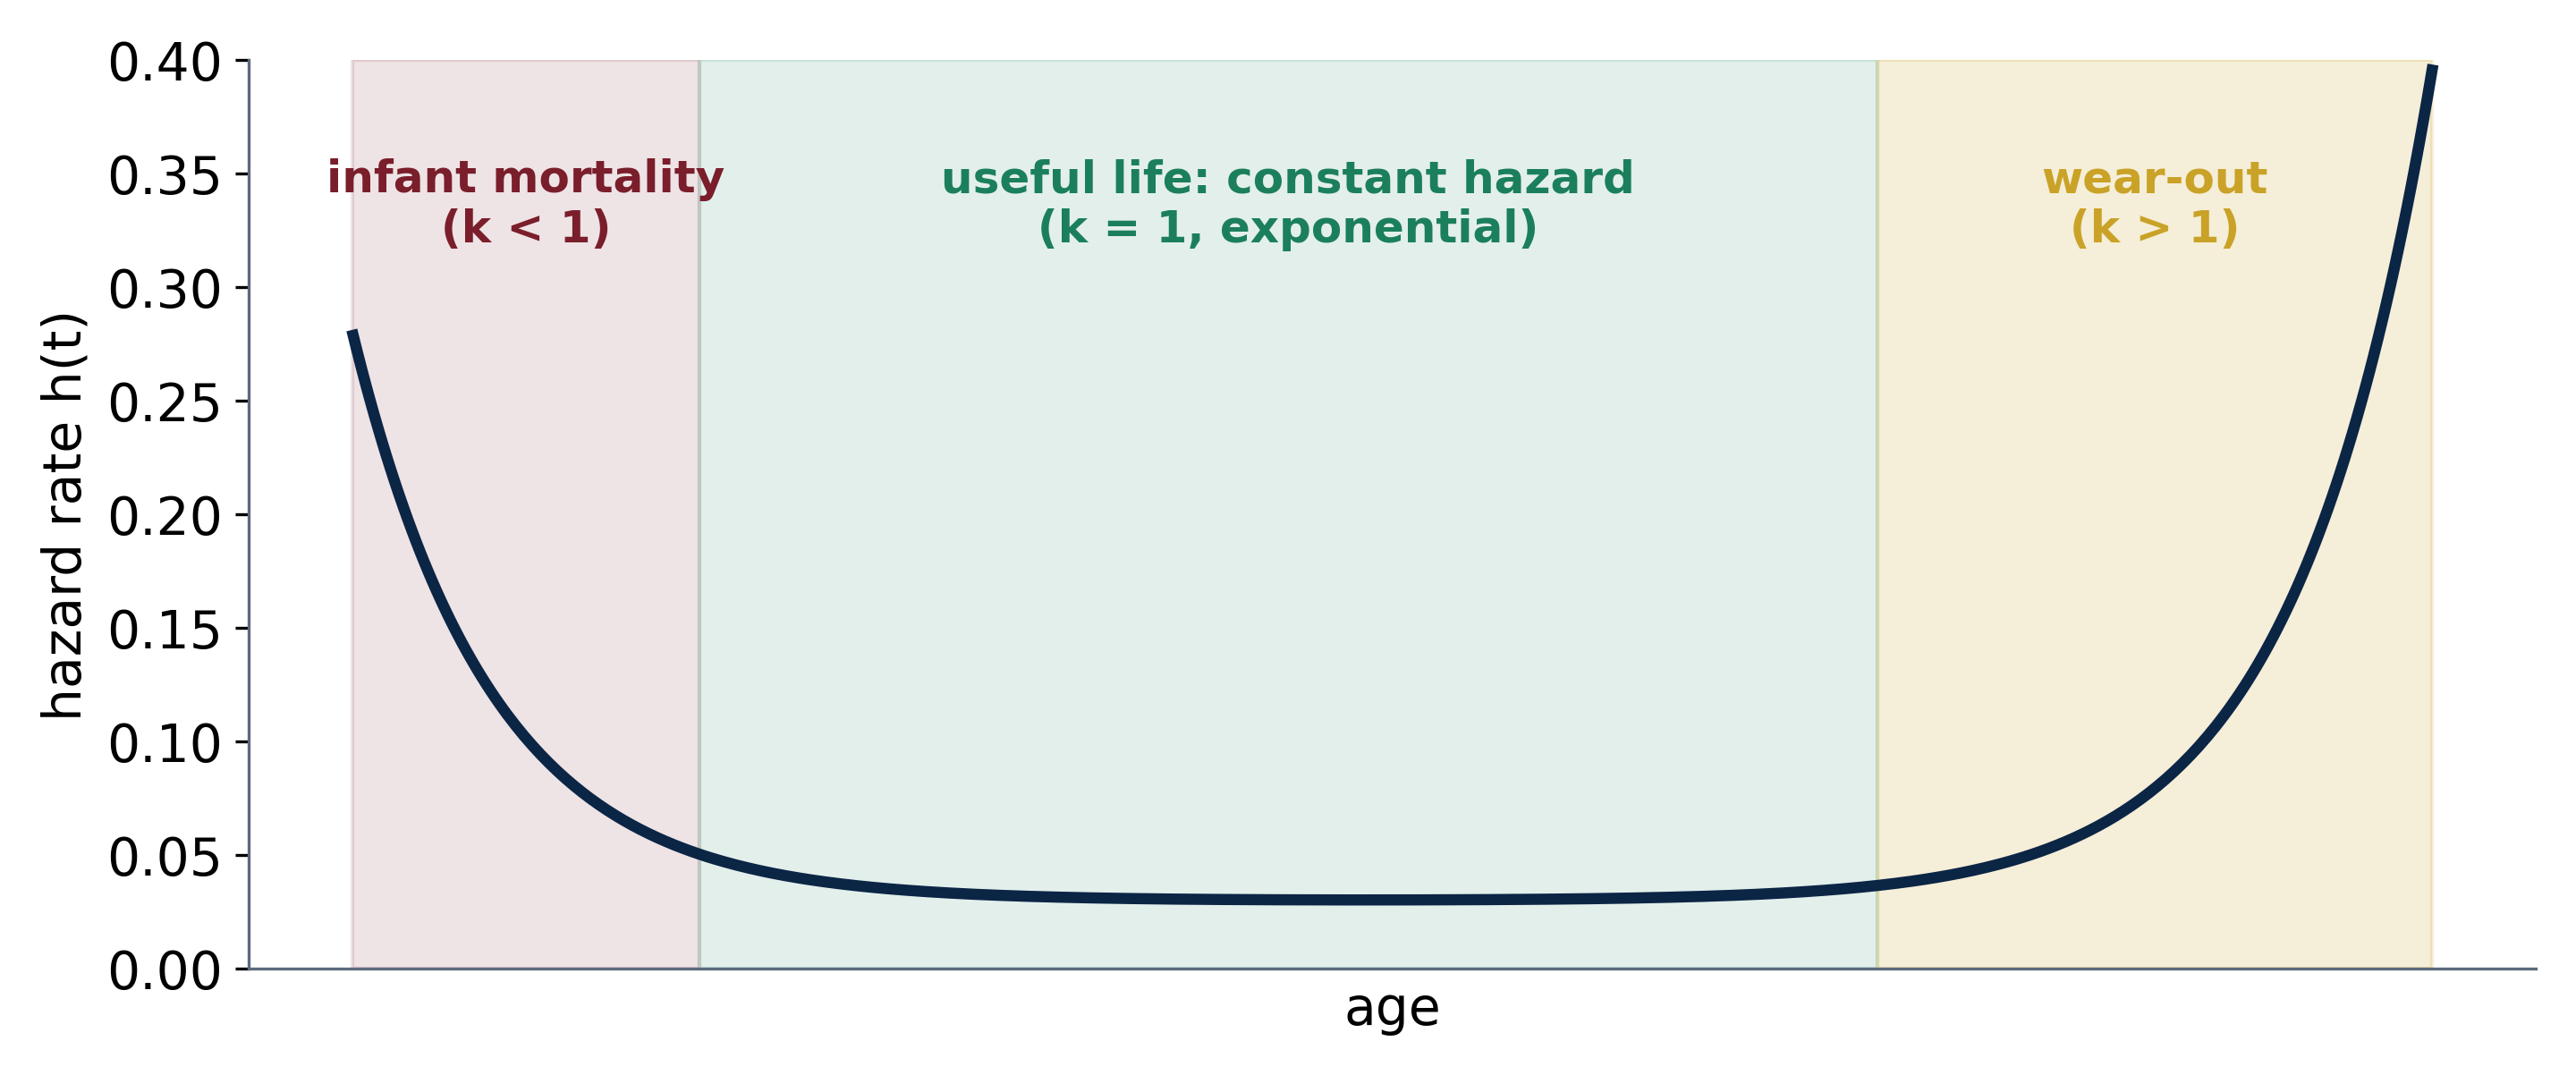 0.40
0.35
0.30
0.25
0.20
0.15
0.10
0.05
0.00
hazard rate h(t)
infant mortality
(k < 1)
useful life: constant hazard
(k = 1, exponential)
wear-out
(k > 1)
age